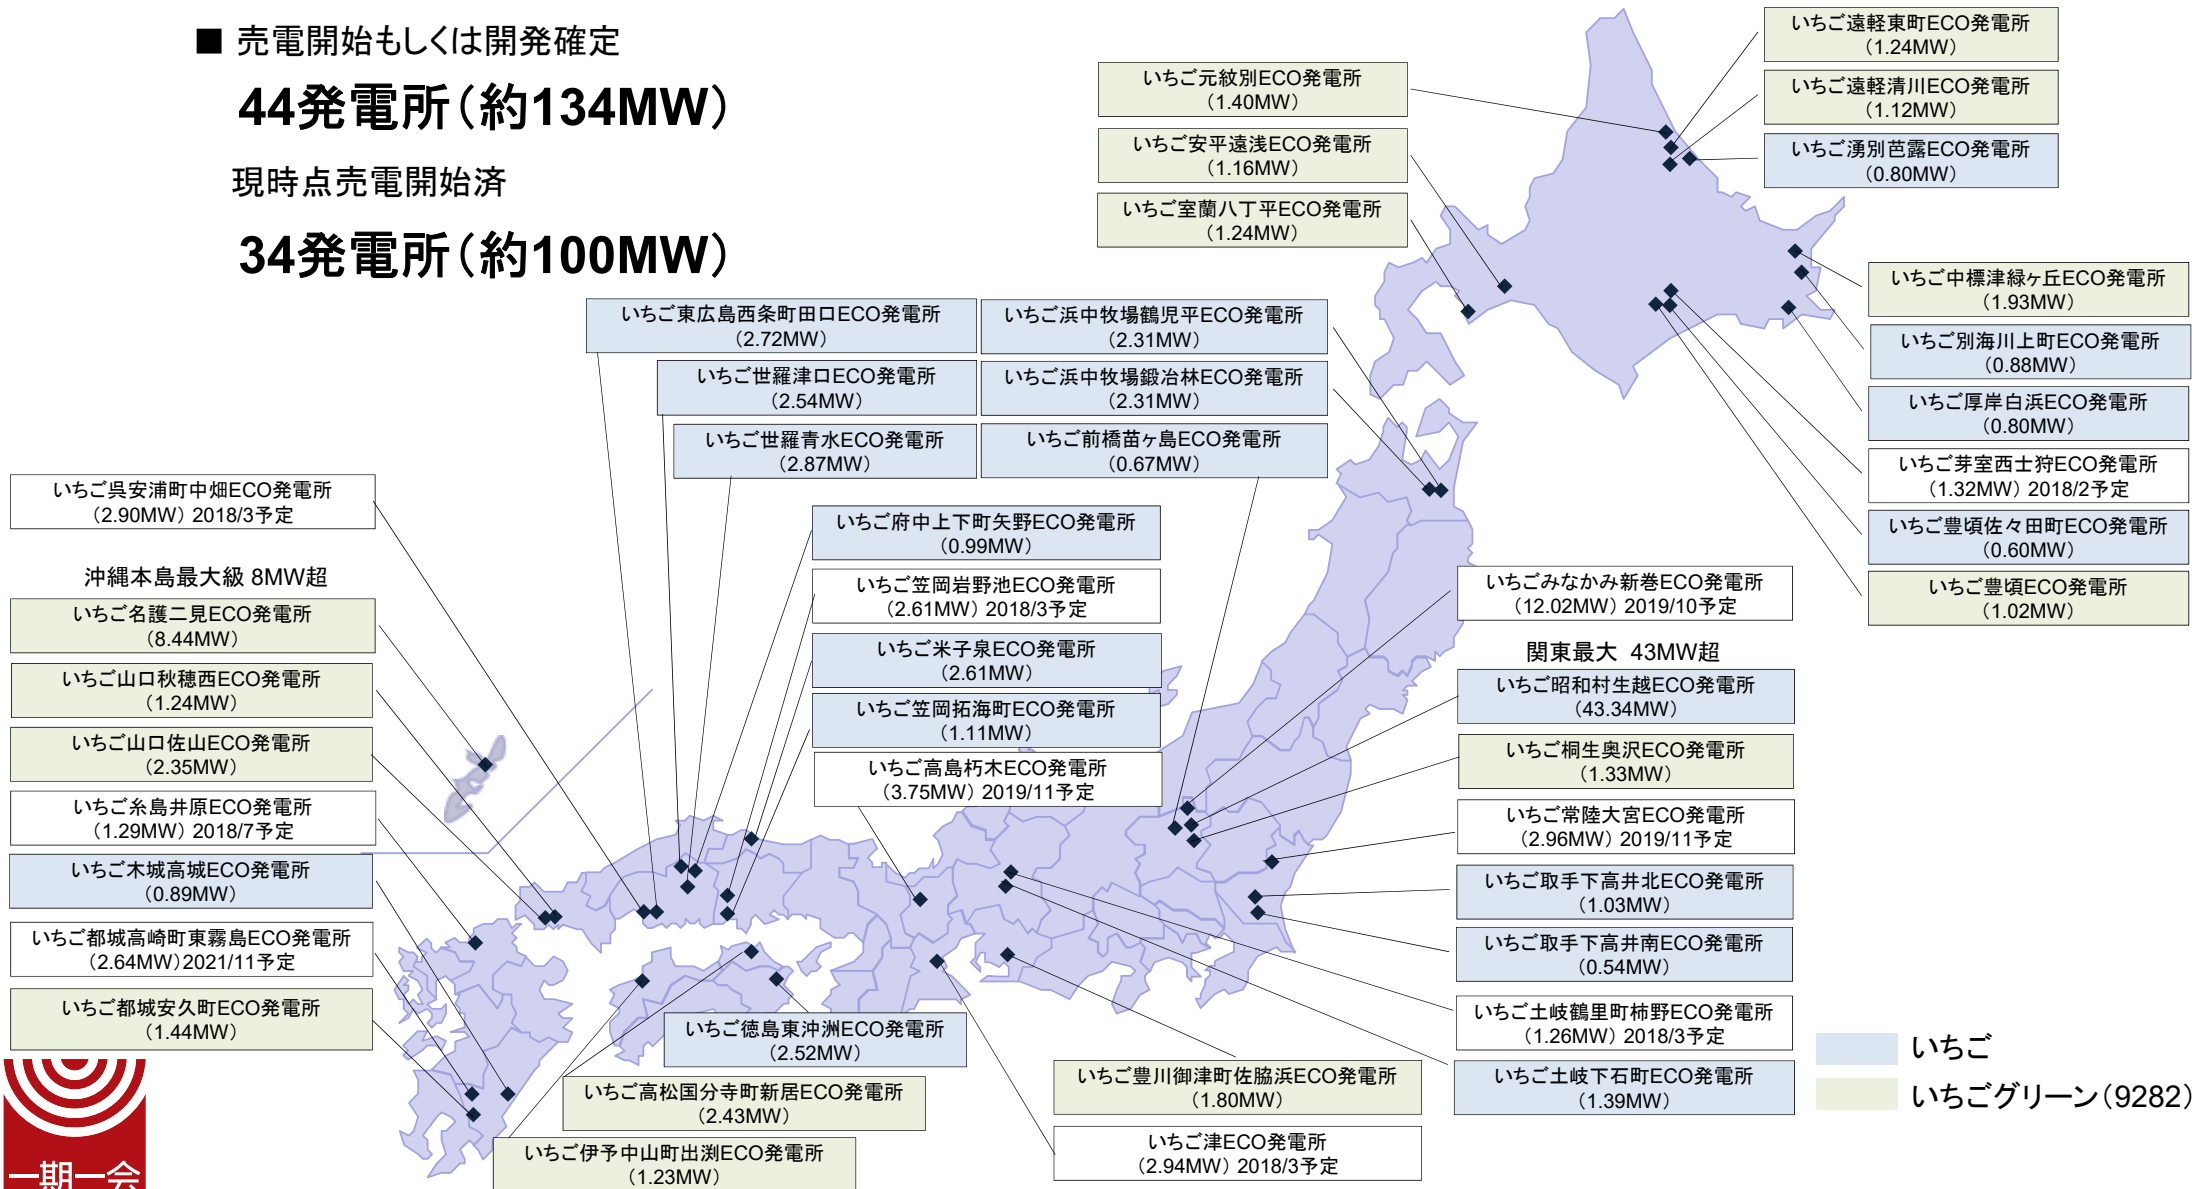 ■ 売電開始もしくは開発確定
44発電所（約134MW）
現時点売電開始済
34発電所（約100MW）
いちご元紋別ECO発電所
（1.40MW）
いちご安平遠浅ECO発電所
（1.16MW）
いちご室蘭八丁平ECO発電所
（1.24MW）
いちご遠軽東町ECO発電所
（1.24MW）
いちご遠軽清川ECO発電所
（1.12MW）
いちご湧別芭露ECO発電所
（0.80MW）
いちご中標津緑ヶ丘ECO発電所
（1.93MW）
いちご別海川上町ECO発電所
（0.88MW）
いちご厚岸白浜ECO発電所
（0.80MW）
いちご芽室西士狩ECO発電所
（1.32MW） 2018/2予定
いちご豊頃佐々田町ECO発電所
（0.60MW）
いちご豊頃ECO発電所
（1.02MW）
いちご東広島西条町田口ECO発電所
（2.72MW）
いちご世羅津口ECO発電所
（2.54MW）
いちご世羅青水ECO発電所
（2.87MW）
いちご浜中牧場鶴児平ECO発電所
（2.31MW）
いちご浜中牧場鍛冶林ECO発電所
（2.31MW）
いちご前橋苗ヶ島ECO発電所
（0.67MW）
いちご呉安浦町中畑ECO発電所
（2.90MW） 2018/3予定
沖縄本島最大級 8MW超
いちご名護二見ECO発電所
（8.44MW）
いちご山口秋穂西ECO発電所
（1.24MW）
いちご山口佐山ECO発電所
（2.35MW）
いちご糸島井原ECO発電所
（1.29MW） 2018/7予定
いちご木城高城ECO発電所
（0.89MW）
いちご都城高崎町東霧島ECO発電所
（2.64MW）2021/11予定
いちご都城安久町ECO発電所
（1.44MW）
いちご府中上下町矢野ECO発電所
（0.99MW）
いちご笠岡岩野池ECO発電所
（2.61MW） 2018/3予定
いちご米子泉ECO発電所
（2.61MW）
いちご笠岡拓海町ECO発電所
（1.11MW）
いちご高島朽木ECO発電所
（3.75MW） 2019/11予定
いちごみなかみ新巻ECO発電所
（12.02MW） 2019/10予定
関東最大 43MW超
いちご昭和村生越ECO発電所
（43.34MW）
いちご桐生奥沢ECO発電所
（1.33MW）
いちご常陸大宮ECO発電所
（2.96MW） 2019/11予定
いちご取手下高井北ECO発電所
（1.03MW）
いちご取手下高井南ECO発電所
（0.54MW）
いちご土岐鶴里町柿野ECO発電所
（1.26MW） 2018/3予定
いちご土岐下石町ECO発電所
（1.39MW）
いちご徳島東沖洲ECO発電所
（2.52MW）
いちご高松国分寺町新居ECO発電所
（2.43MW）
いちご伊予中山町出渕ECO発電所
（1.23MW）
いちご豊川御津町佐脇浜ECO発電所
（1.80MW）
いちご津ECO発電所
（2.94MW） 2018/3予定
いちご
いちごグリーン（9282）
一期一会